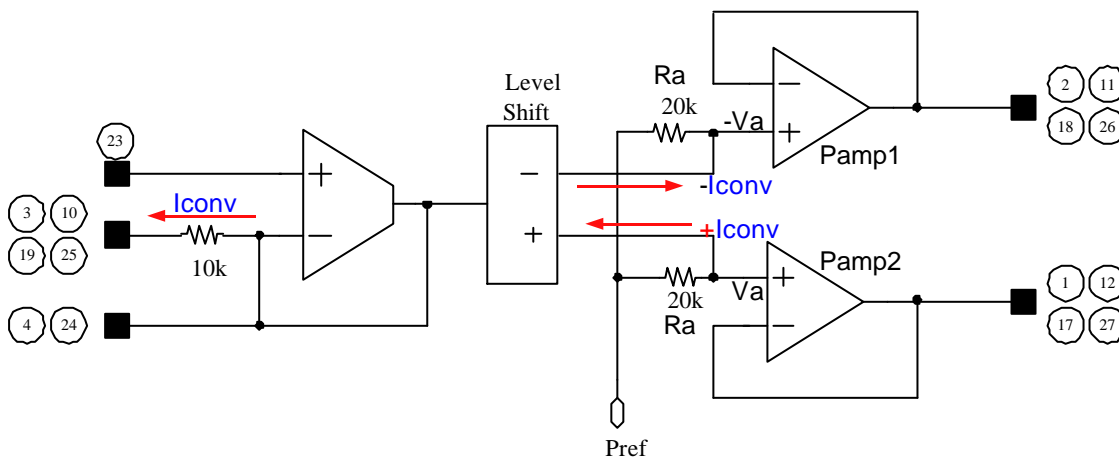 Level
Shift
Ra
20k
-Va
Pamp1
2
11
18
26
23
3
10
19
25
Iconv
10k
4
24
-Iconv
+Iconv
20k
Ra
Va
Pamp2
1
12
17
27
Pref